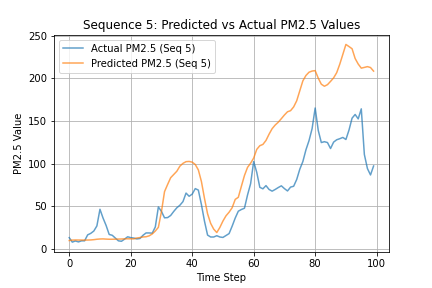 Sequence 5: Predicted vs Actual PM2.5 Values
Actual PM2.5 (Seq 5)
Predicted PM2.5 (Seq 5)
PM2.5 Value
250
200
150
100
50
0
0 20 40 60 80 100
Time Step